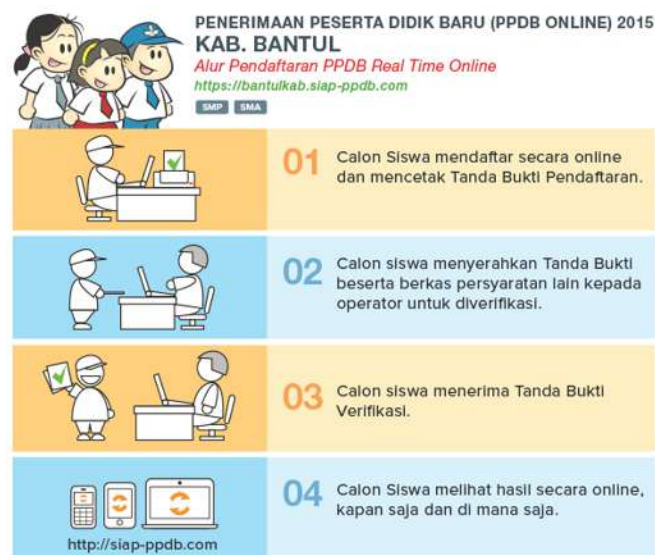 PENERIMAAN PESERTA DIDIK BARU (PPDB ONLINE) 2015
KAB. BANTUL
Alur Pendaftaran PPDB Real Time Online
https://bantulkab.siap-ppdb.com
SMP SMA
01
Calon Siswa mendaftar secara online
dan mencetak Tanda Bukti Pendaftaran.
02
Calon siswa menyerahkan Tanda Bukti
beserta berkas persyaratan lain kepada
operator untuk diverifikasi.
03
Calon siswa menerima Tanda Bukti
Verifikasi.
04
Calon Siswa melihat hasil secara online,
kapan saja dan di mana saja.
http://siap-ppdb.com